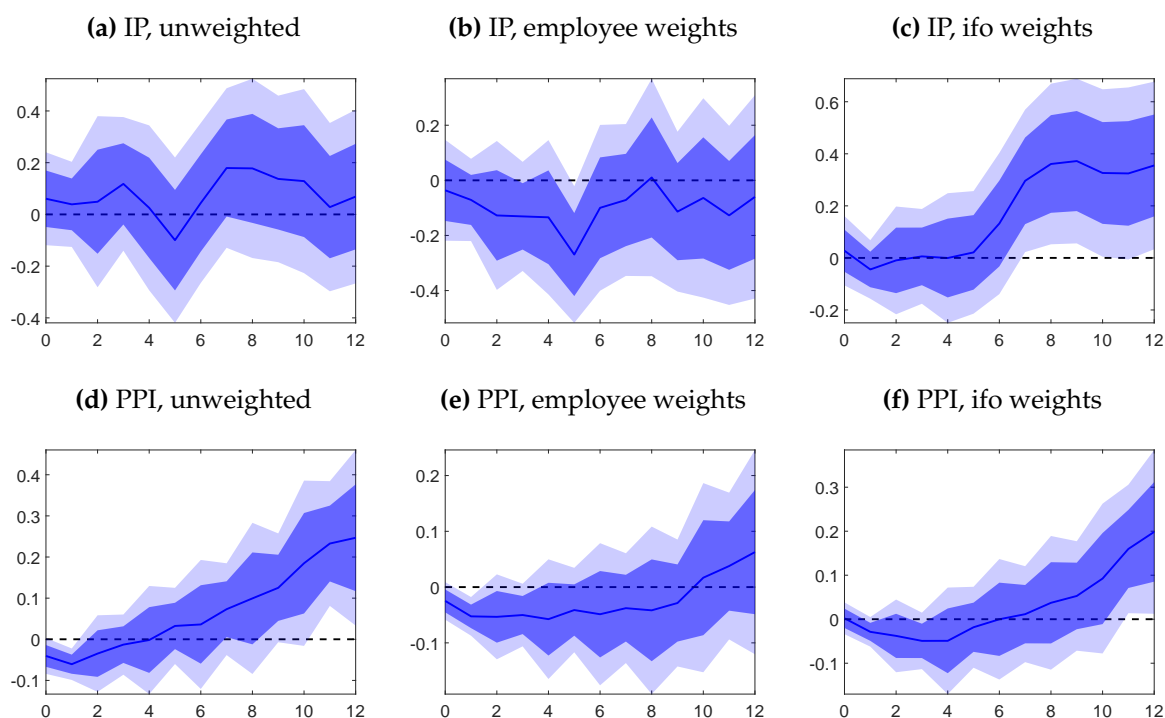 (a) IP, unweighted
(b) IP, employee weights
(c) IP, ifo weights
0.4
0.2
0
-0.2
-0.4
0 2 4 6 8 10 12
0.2
0
-0.2
-0.4
0 2 4 6 8 10 12
0.6
0.4
0.2
0
-0.2
0 2 4 6 8 10 12
(d) PPI, unweighted
(e) PPI, employee weights
(f) PPI, ifo weights
0.4
0.3
0.2
0.1
0
-0.1
0 2 4 6 8 10 12
0.2
0.1
0
-0.1
0 2 4 6 8 10 12
0.3
0.2
0.1
0
-0.1
0 2 4 6 8 10 12